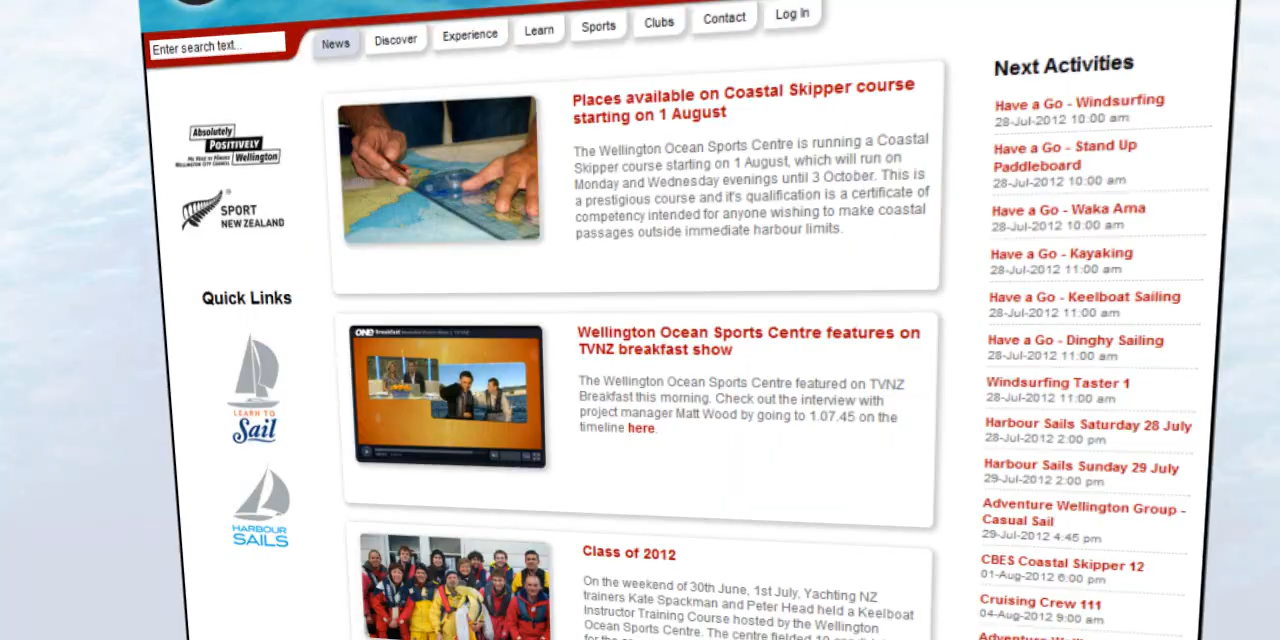 Enter search text...
News
Discover
Experience
Learn
Sports
Clubs
Contact
Log In
Absolutely
POSITIVELY
Wellington
SPORT
NEW ZEALAND
Quick Links
LEARN TO
Sail
HARBOUR
SAILS
Places available on Coastal Skipper course
starting on 1 August
The Wellington Ocean Sports Centre is running a Coastal
Skipper course starting on 1 August, which will run on
Monday and Wednesday evenings until 3 October. This is
a prestigious course and it's qualification is a certificate of
competency intended for anyone wishing to make coastal
passages outside immediate harbour limits.
ONE Breakfast
Wellington Ocean Sports Centre features on
TVNZ breakfast show
The Wellington Ocean Sports Centre featured on TVNZ
Breakfast this morning. Check out the interview with
project manager Matt Wood by going to 1.07.45 on the
timeline here.
Class of 2012
On the weekend of 30th June, 1st July, Yachting NZ
trainers Kate Spackman and Peter Head held a Keelboat
Instructor Training Course hosted by the Wellington
Ocean Sports Centre. The centre fielded 10
Next Activities
Have a Go - Windsurfing
28-Jul-2012 10:00 am
Have a Go - Stand Up
Paddleboard
28-Jul-2012 10:00 am
Have a Go - Waka Ama
28-Jul-2012 10:00 am
Have a Go - Kayaking
28-Jul-2012 11:00 am
Have a Go - Keelboat Sailing
28-Jul-2012 11:00 am
Have a Go - Dinghy Sailing
28-Jul-2012 11:00 am
Windsurfing Taster 1
28-Jul-2012 11:00 am
Harbour Sails Saturday 28 July
28-Jul-2012 2:00 pm
Harbour Sails Sunday 29 July
29-Jul-2012 2:00 pm
Adventure Wellington Group -
Casual Sail
29-Jul-2012 4:45 pm
CBES Coastal Skipper 12
01-Aug-2012 6:00 pm
Cruising Crew 111
04-Aug-2012 9:00 am